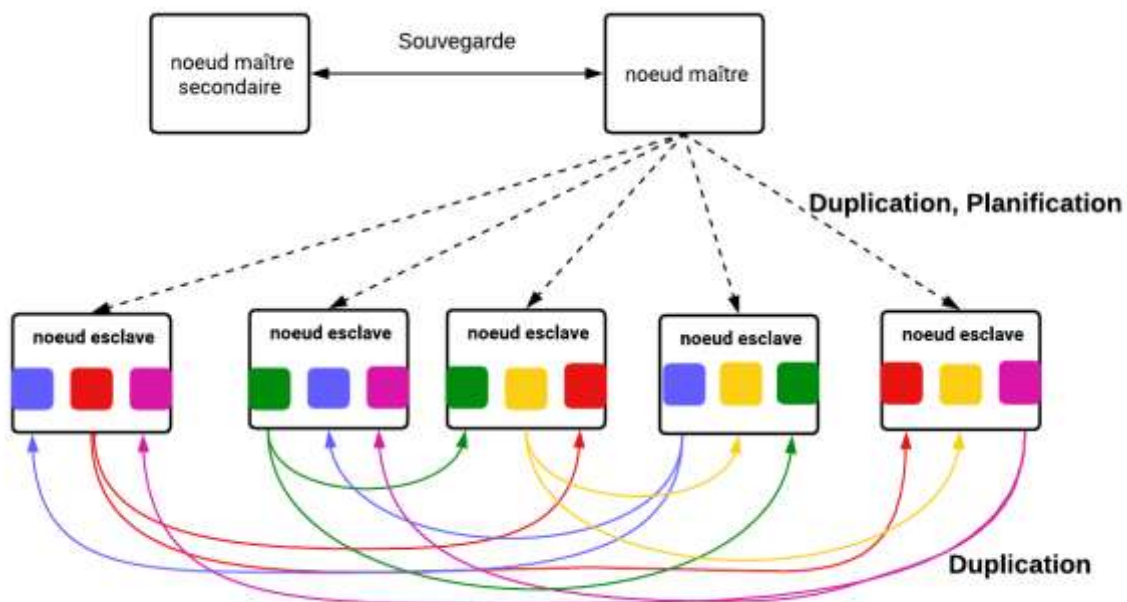 Souvegarde
noeud maître
secondaire
noeud maître
Duplication, Planification
noeud esclave
noeud esclave
noeud esclave
noeud esclave
noeud esclave
Duplication